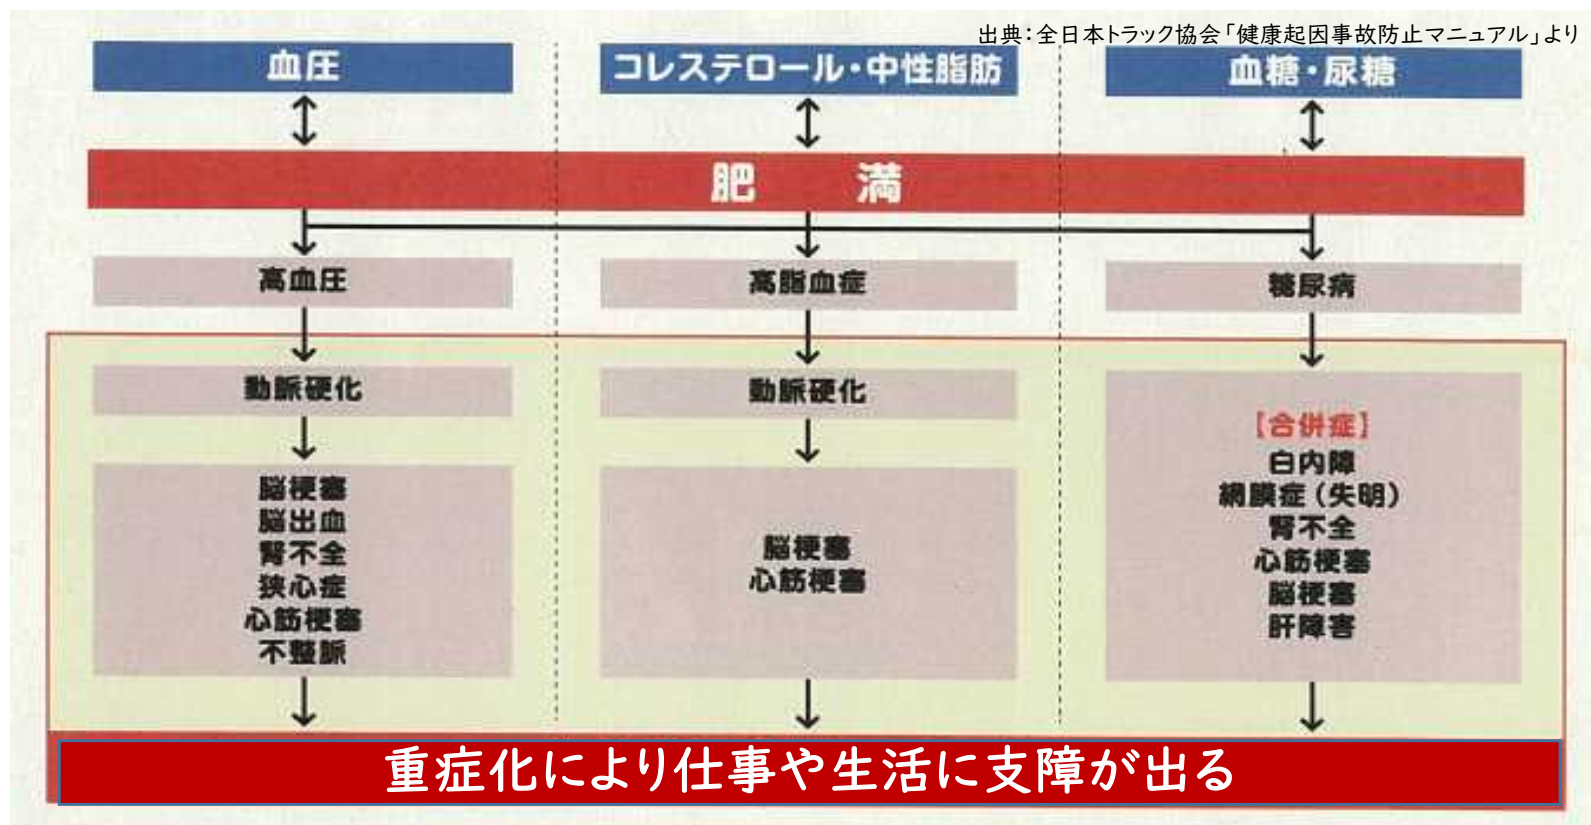 出典：全日本トラック協会「健康起因事故防止マニュアル」より
血圧
コレステロール・中性脂肪
血糖・尿糖
肥　満
高血圧
高脂血症
糖尿病
動脈硬化
動脈硬化
脳梗塞
脳出血
腎不全
狭心症
心筋梗塞
不整脈
脳梗塞
心筋梗塞
【合併症】
白内障
網膜症（失明）
腎不全
心筋梗塞
脳梗塞
肝障害
重症化により仕事や生活に支障が出る